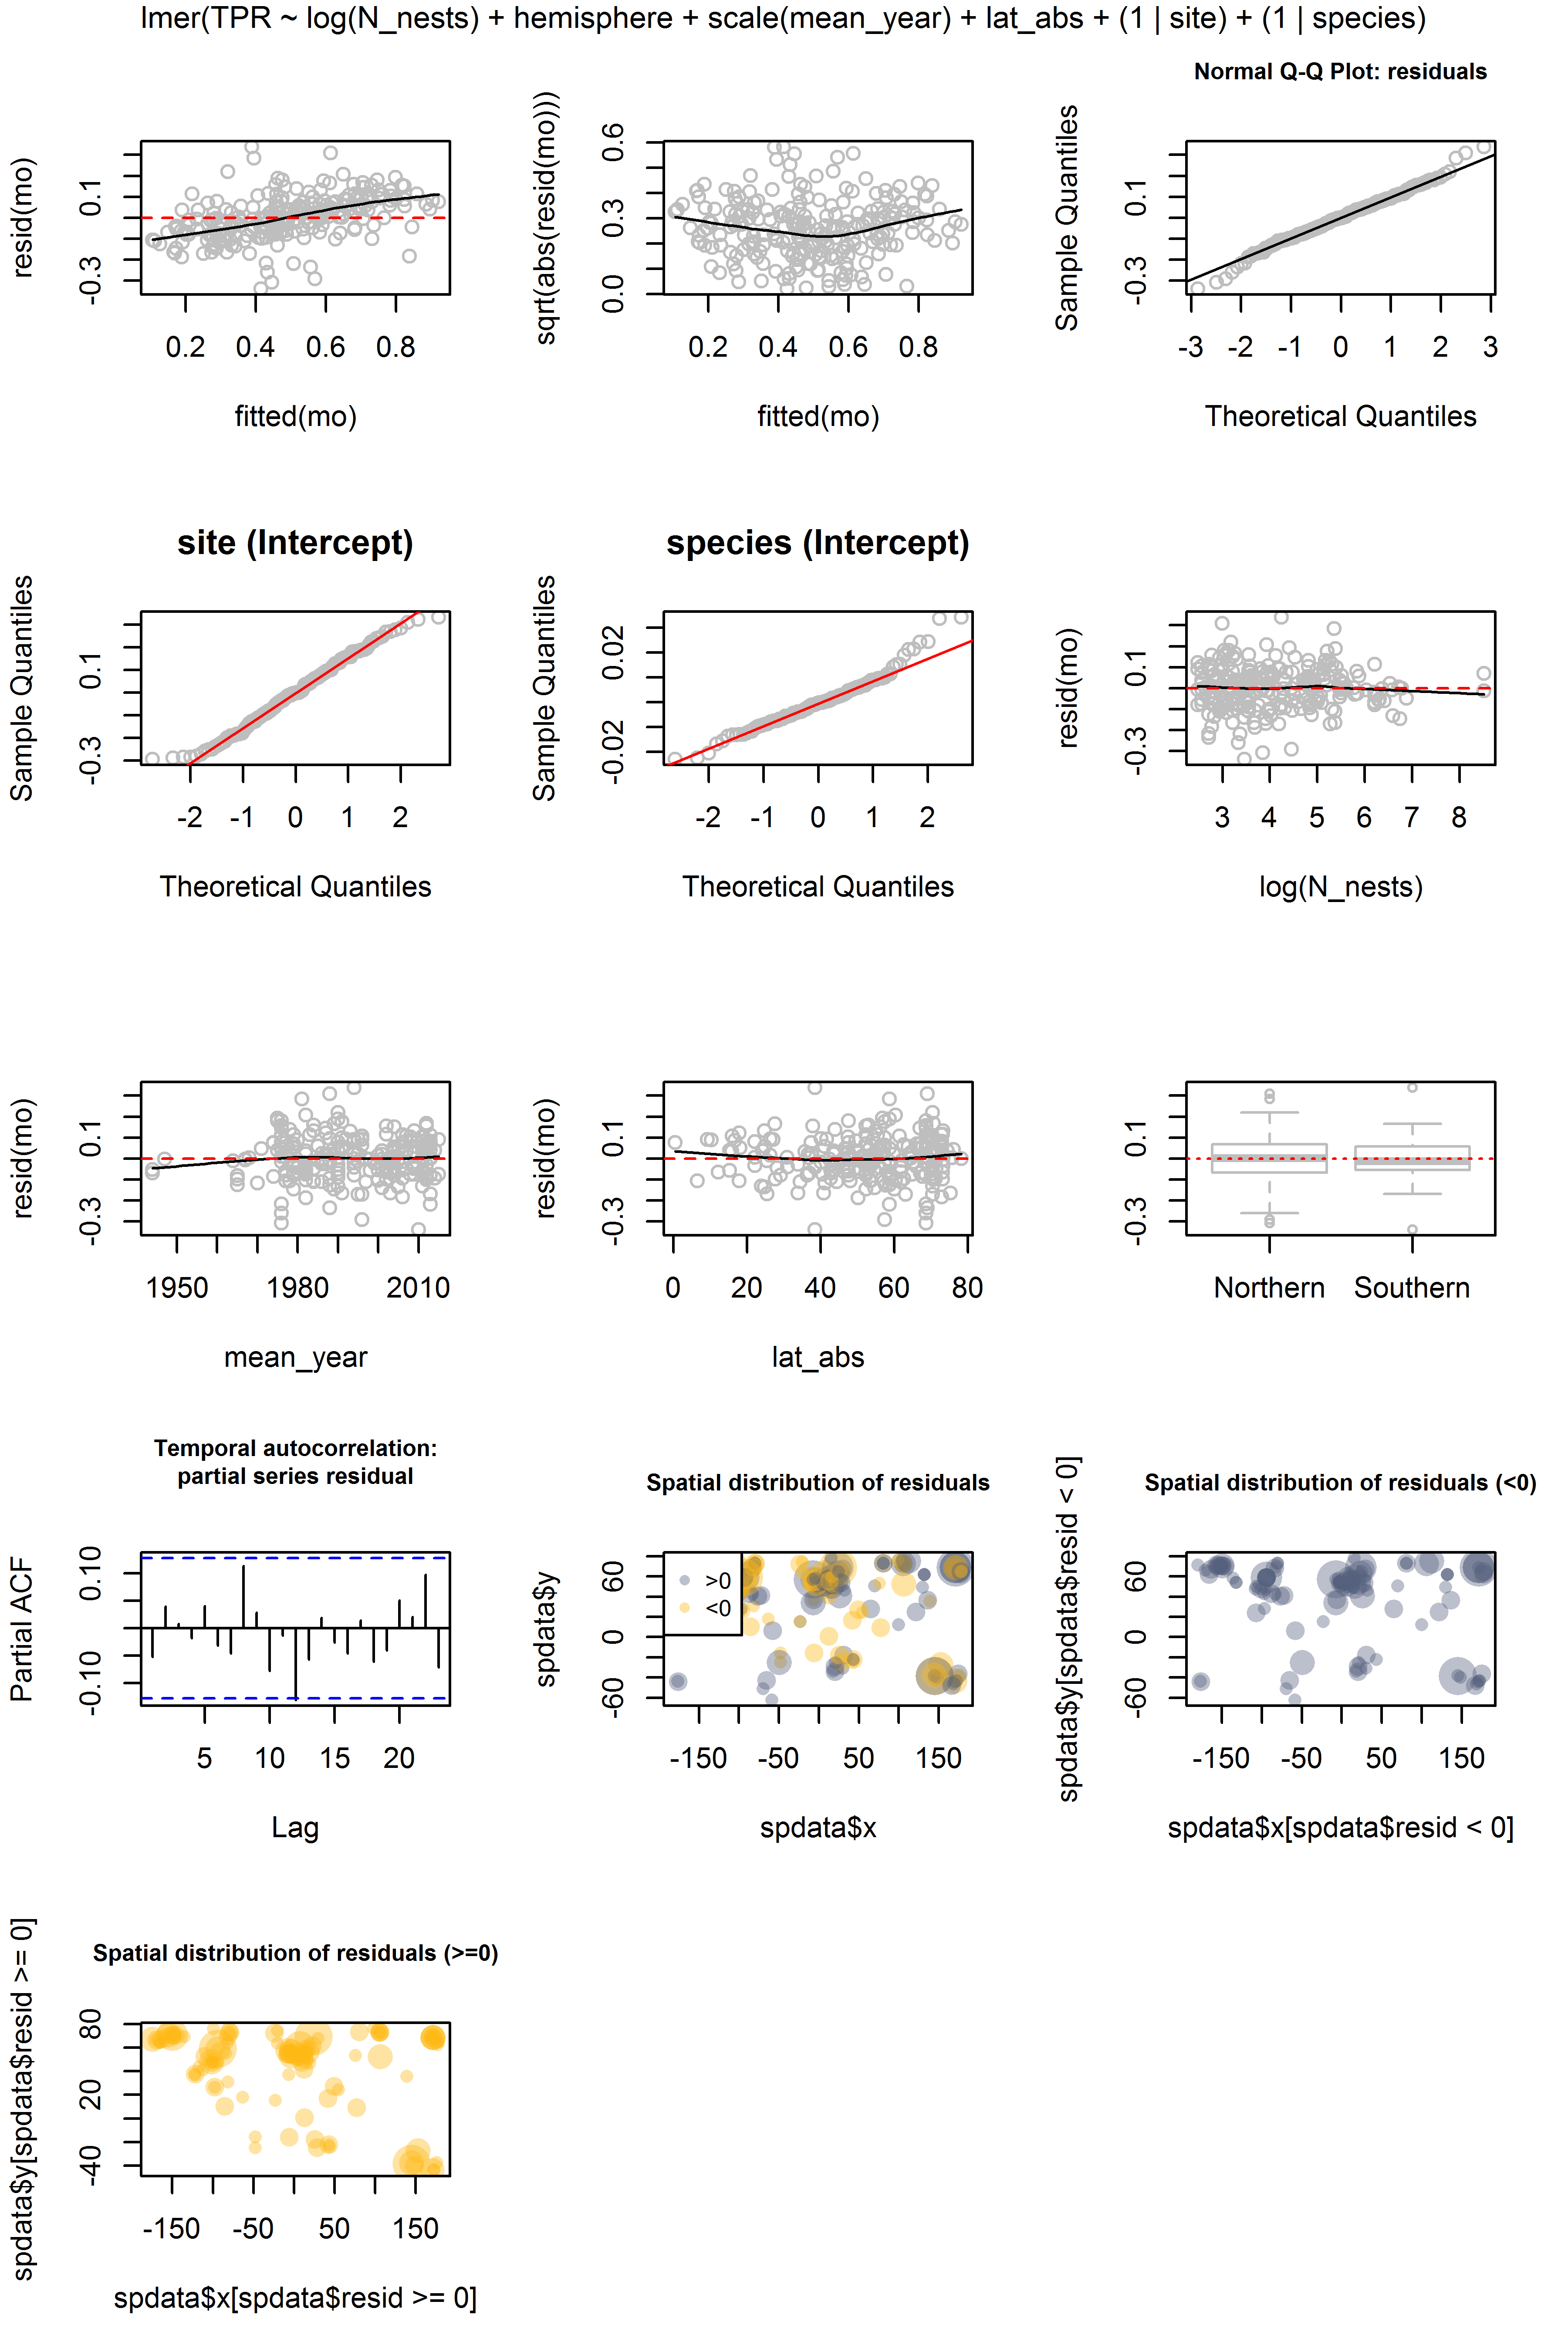 lmer(TPR ~ log(N_nests) + hemisphere + scale(mean_year) + lat_abs + (1 | site) + (1 | species)
resid(mo)
0.1
-0.3
0.2 0.4 0.6 0.8
fitted(mo)
sqrt(abs(resid(mo)))
0.6
0.3
0.0
0.2 0.4 0.6 0.8
fitted(mo)
Normal Q-Q Plot: residuals
Sample Quantiles
0.1
-0.3
-3 -2 -1 0 1 2 3
Theoretical Quantiles
site (Intercept)
Sample Quantiles
0.1
-0.3
-2 -1 0 1 2
Theoretical Quantiles
species (Intercept)
Sample Quantiles
0.02
-0.02
-2 0 2
Theoretical Quantiles
resid(mo)
0.1
-0.3
3 4 5 6 7 8
log(N_nests)
resid(mo)
0.1
-0.3
1950 1980 2010
mean_year
resid(mo)
0.1
-0.3
0 20 40 60 80
lat_abs
0.1
-0.3
Northern Southern
Temporal autocorrelation:
partial series residual
Partial ACF
0.10
-0.10
5 10 15 20
Lag
Spatial distribution of residuals
spdata$y
60
0
-60
>0
<0
-150 -50 50 150
spdata$x
Spatial distribution of residuals (<0)
spdata$y[spdata$resid < 0]
60
0
-60
-150 -50 50 150
spdata$x[spdata$resid < 0]
Spatial distribution of residuals (>=0)
spdata$y[spdata$resid >= 0]
80
20
-40
-150 -50 50 150
spdata$x[spdata$resid >= 0]